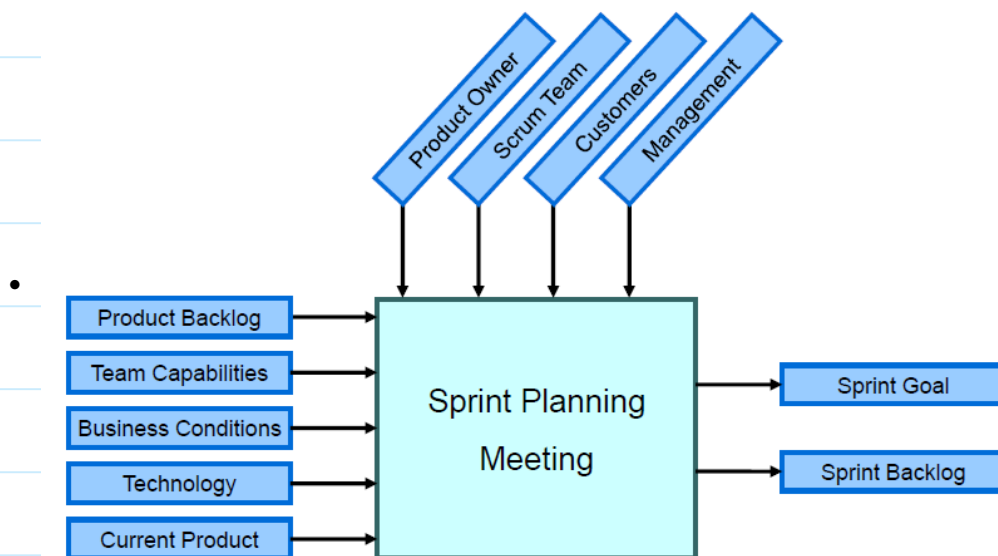 Product Owner
Scrum Team
Customers
Management
Product Backlog
Team Capabilities
Business Conditions
Technology
Current Product
Sprint Planning
Meeting
Sprint Goal
Sprint Backlog